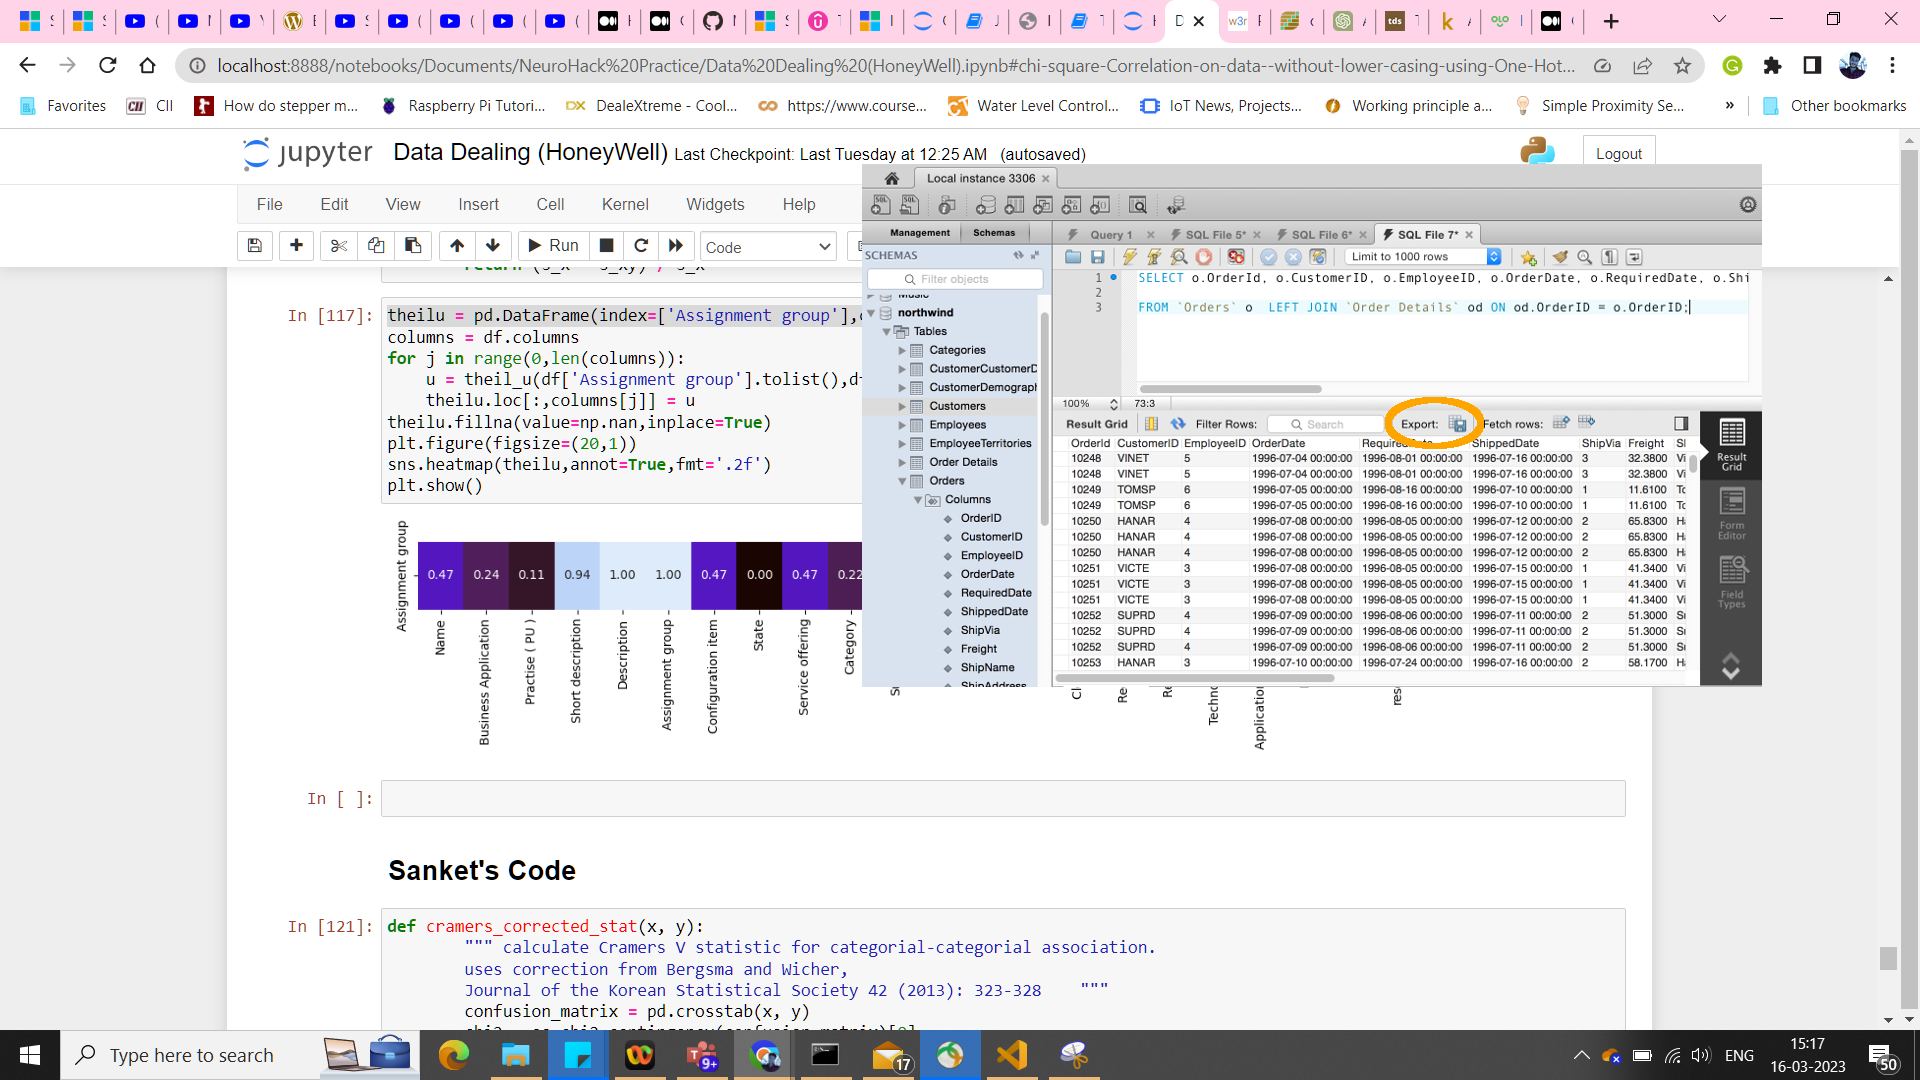 localhost:8888/notebooks/Documents/NeuroHack%20Practice/Data%20Dealing%20(HoneyWell).ipynb#chi-square-Correlation-on-data--without-lower-casing-using-One-Hot...
Favorites
CII
How do stepper m...
Raspberry Pi Tutori...
DealeXtreme - Cool...
https://www.course...
Water Level Control...
IoT News, Projects...
Working principle a...
Simple Proximity Se...
»
Other bookmarks
jupyter Data Dealing (HoneyWell) Last Checkpoint: Last Tuesday at 12:25 AM (autosaved)
Logout
File Edit View Insert Cell Kernel Widgets Help
Run
Code
In [117]:
theilu = pd.DataFrame(index=['Assignment group'],
columns = df.columns
for j in range(0,len(columns)):
u = theil_u(df['Assignment group'].tolist(),
theilu.loc[:,columns[j]] = u
theilu.fillna(value=np.nan,inplace=True)
plt.figure(figsize=(20,1))
sns.heatmap(theilu,annot=True,fmt='.2f')
plt.show()
Assignment group
0.47 0.24 0.11 0.94 1.00 1.00 0.47 0.00 0.47 0.22
Name
Business Application
Practise ( PU )
Short description
Description
Assignment group
Configuration item
State
Service offering
Category
Application
Local instance 3306
Management Schemas
SCHEMAS
Filter objects
Music
northwind
Tables
Categories
CustomerCustomerD
CustomerDemograph
Customers
Employees
EmployeeTerritories
Order Details
Orders
Columns
OrderID
CustomerID
EmployeeID
OrderDate
RequiredDate
ShippedDate
ShipVia
Freight
ShipName
ShipAddress
Query 1 SQL File 5* SQL File 6* SQL File 7*
Limit to 1000 rows
1 SELECT o.OrderId, o.CustomerID, o.EmployeeID, o.OrderDate, o.RequiredDate, o.Shi
2
3 FROM `Orders` o LEFT JOIN `Order Details` od ON od.OrderID = o.OrderID;
100% 73:3
Result Grid Filter Rows: Search Export: Fetch rows:
OrderId CustomerID EmployeeID OrderDate RequiredDate ShippedDate ShipVia Freight
10248 VINET 5 1996-07-04 00:00:00 1996-08-01 00:00:00 1996-07-16 00:00:00 3 32.3800 Vi
10248 VINET 5 1996-07-04 00:00:00 1996-08-01 00:00:00 1996-07-16 00:00:00 3 32.3800 Vi
10249 TOMSP 6 1996-07-05 00:00:00 1996-08-16 00:00:00 1996-07-10 00:00:00 1 11.6100 To
10249 TOMSP 6 1996-07-05 00:00:00 1996-08-16 00:00:00 1996-07-10 00:00:00 1 11.6100 To
10250 HANAR 4 1996-07-08 00:00:00 1996-08-05 00:00:00 1996-07-12 00:00:00 2 65.8300 Ha
10250 HANAR 4 1996-07-08 00:00:00 1996-08-05 00:00:00 1996-07-12 00:00:00 2 65.8300 Ha
10250 HANAR 4 1996-07-08 00:00:00 1996-08-05 00:00:00 1996-07-12 00:00:00 2 65.8300 Ha
10251 VICTE 3 1996-07-08 00:00:00 1996-08-05 00:00:00 1996-07-15 00:00:00 1 41.3400 Vi
10251 VICTE 3 1996-07-08 00:00:00 1996-08-05 00:00:00 1996-07-15 00:00:00 1 41.3400 Vi
10251 VICTE 3 1996-07-08 00:00:00 1996-08-05 00:00:00 1996-07-15 00:00:00 1 41.3400 Vi
10252 SUPRD 4 1996-07-09 00:00:00 1996-08-06 00:00:00 1996-07-11 00:00:00 2 51.3000 Su
10252 SUPRD 4 1996-07-09 00:00:00 1996-08-06 00:00:00 1996-07-11 00:00:00 2 51.3000 Su
10252 SUPRD 4 1996-07-09 00:00:00 1996-08-06 00:00:00 1996-07-11 00:00:00 2 51.3000 Su
10253 HANAR 3 1996-07-10 00:00:00 1996-07-24 00:00:00 1996-07-16 00:00:00 2 58.1700 Ha
Result Grid
Form Editor
Field Types
In [ ]:
Sanket's Code
In [121]:
def cramers_corrected_stat(x, y):
""" calculate Cramers V statistic for categorial-categorial association.
uses correction from Bergsma and Wicher,
Journal of the Korean Statistical Society 42 (2013): 323-328 """
confusion_matrix = pd.crosstab(x, y)
Type here to search
9+
17
ENG
15:17
16-03-2023
50